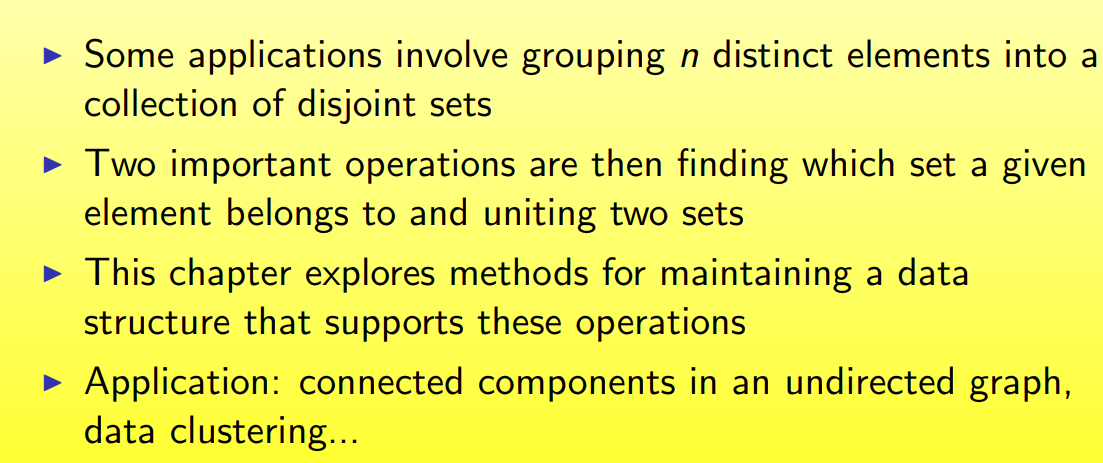 ▶ Some applications involve grouping n distinct elements into a
collection of disjoint sets
▶ Two important operations are then finding which set a given
element belongs to and uniting two sets
▶ This chapter explores methods for maintaining a data
structure that supports these operations
▶ Application: connected components in an undirected graph,
data clustering...